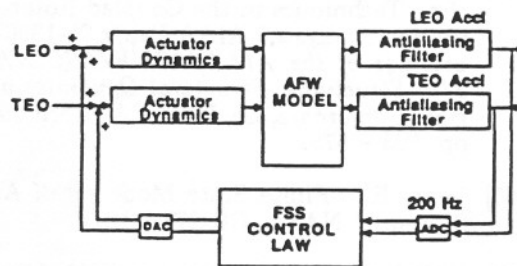 LEO Accl
LEO
+
+
Actuator
Dynamics
AFW
MODEL
Antialiasing
Filter
TEO Accl
TEO
+
+
Actuator
Dynamics
Antialiasing
Filter
200 Hz
DAC
FSS
CONTROL
LAW
ADC